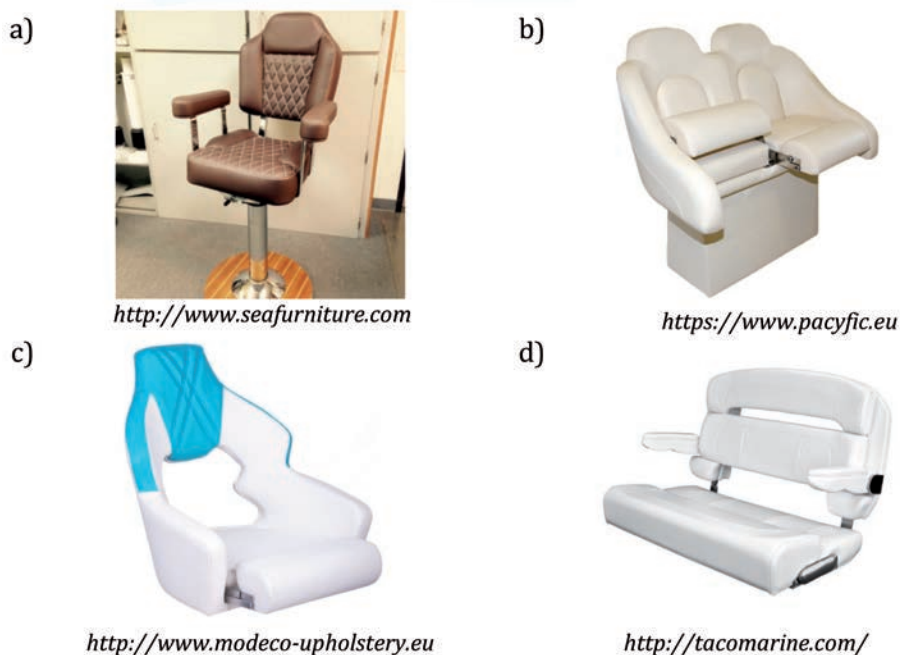 a)
b)
http://www.seafurniture.com
https://www.pacyfic.eu
c)
d)
http://www.modeco-upholstery.eu
http://tacomarine.com/